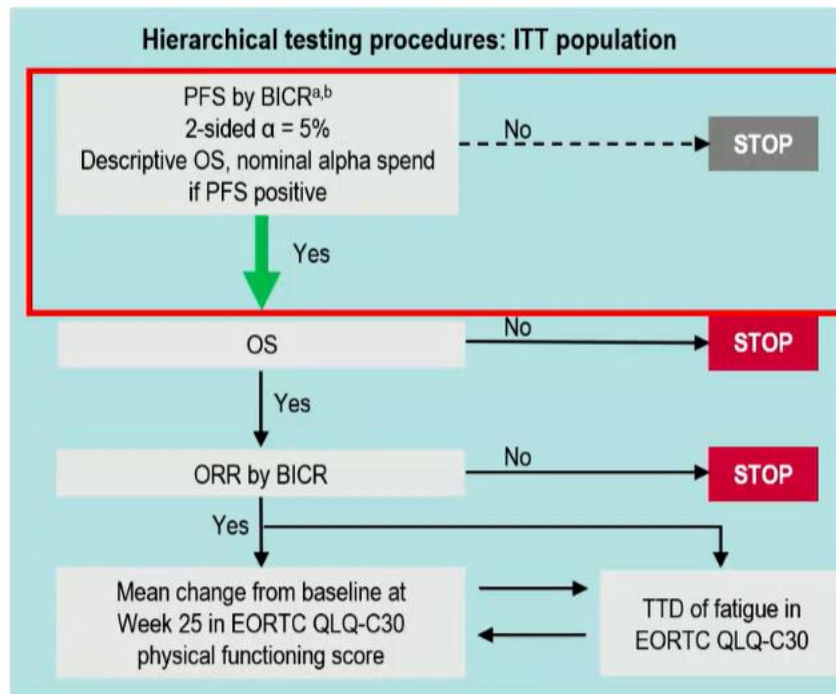 Hierarchical testing procedures: ITT population
PFS by BICRᵃ,ᵇ
2-sided α = 5%
Descriptive OS, nominal alpha spend
if PFS positive
No
STOP
Yes
OS
No
STOP
Yes
ORR by BICR
No
STOP
Yes
Mean change from baseline at
Week 25 in EORTC QLQ-C30
physical functioning score
TTD of fatigue in
EORTC QLQ-C30